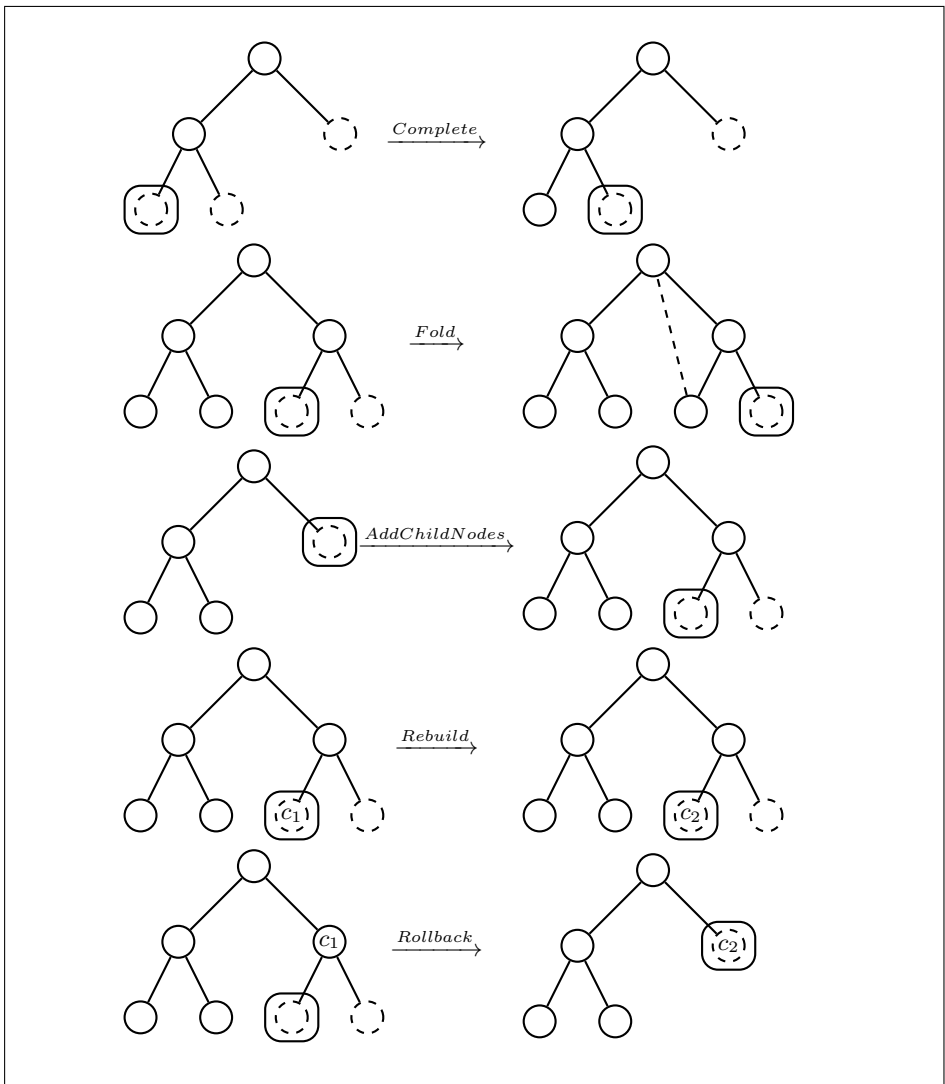 Complete
Fold
AddChildNodes
Rebuild
c1 c2
c1
Rollback
c2